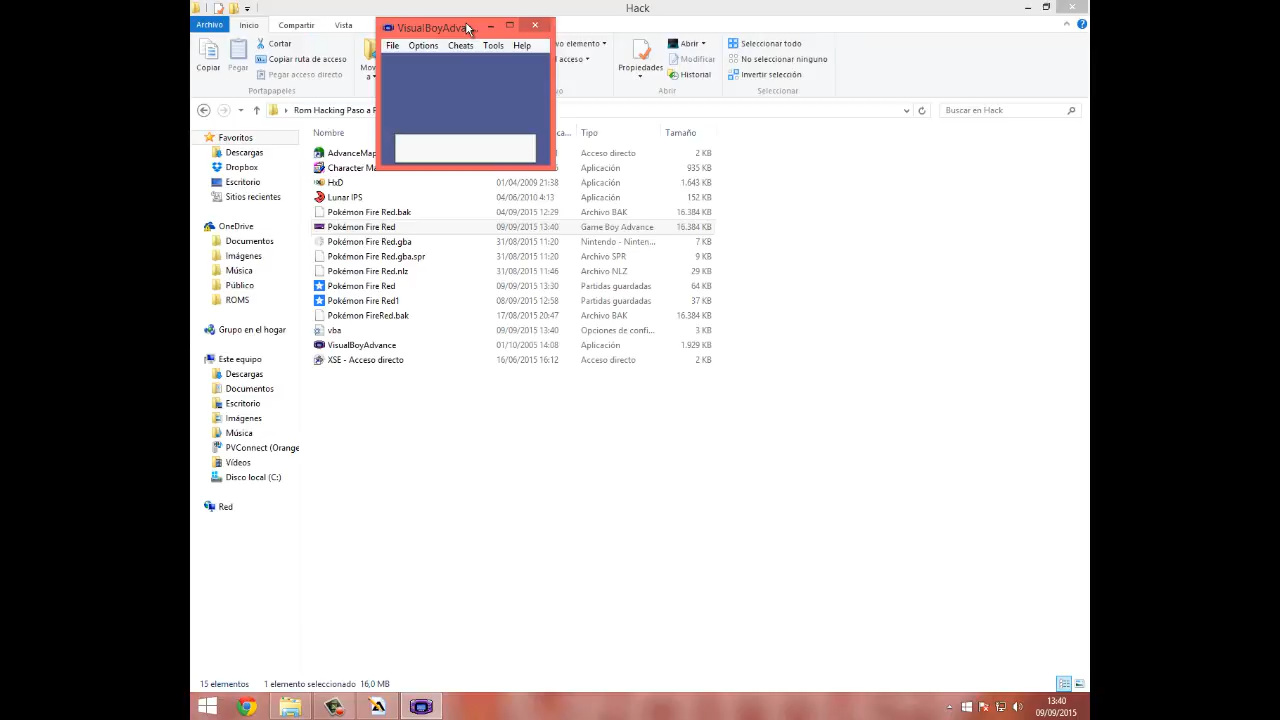 Hack
Archivo Inicio Compartir Vista
VisualBoyAdva...
File Options Cheats Tools Help
Copiar
Pegar
Cortar
Copiar ruta de acceso
Pegar acceso directo
Portapapeles
Propiedades
Abrir
Modificar
Historial
Abrir
Seleccionar todo
No seleccionar ninguno
Invertir selección
Seleccionar
Buscar en Hack
Favoritos
Descargas
Dropbox
Escritorio
Sitios recientes
OneDrive
Documentos
Imágenes
Música
Público
ROMS
Grupo en el hogar
Este equipo
Descargas
Documentos
Escritorio
Imágenes
Música
PVConnect (Orange
Vídeos
Disco local (C:)
Red
Nombre Tipo Tamaño
AdvanceMap Acceso directo 2 KB
Character Ma Aplicación 935 KB
HxD 01/04/2009 21:38 Aplicación 1.643 KB
Lunar IPS 04/06/2010 4:13 Aplicación 152 KB
Pokémon Fire Red.bak 04/09/2015 12:29 Archivo BAK 16.384 KB
Pokémon Fire Red 09/09/2015 13:40 Game Boy Advance 16.384 KB
Pokémon Fire Red.gba 31/08/2015 11:20 Nintendo - Ninten... 7 KB
Pokémon Fire Red.gba.spr 31/08/2015 11:20 Archivo SPR 9 KB
Pokémon Fire Red.nlz 31/08/2015 11:46 Archivo NLZ 29 KB
Pokémon Fire Red 09/09/2015 13:30 Partidas guardadas 64 KB
Pokémon Fire Red1 08/09/2015 12:58 Partidas guardadas 37 KB
Pokémon FireRed.bak 17/08/2015 20:47 Archivo BAK 16.384 KB
vba 09/09/2015 13:40 Opciones de confi... 3 KB
VisualBoyAdvance 01/10/2005 14:08 Aplicación 1.929 KB
XSE - Acceso directo 16/06/2015 16:12 Acceso directo 2 KB
15 elementos 1 elemento seleccionado 16,0 MB
13:40
09/09/2015